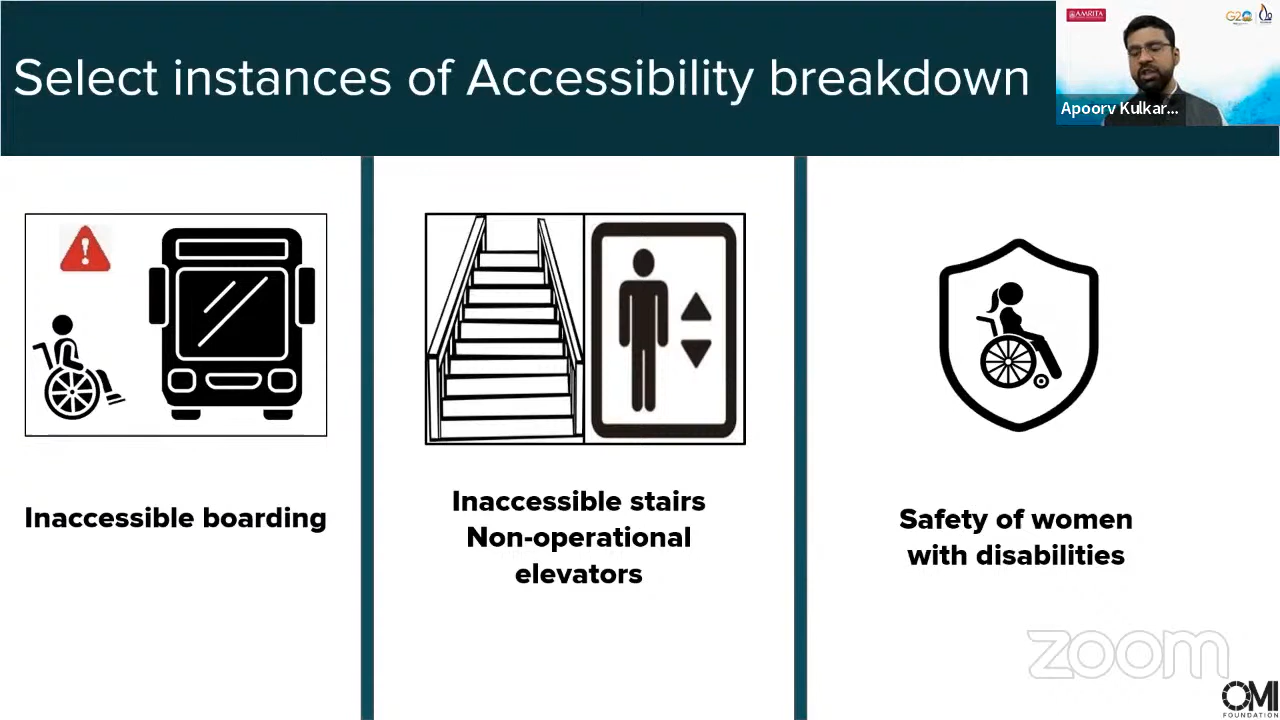 Select instances of Accessibility breakdown
AMRITA
G20
Apoorv Kulkar...
Inaccessible boarding
Inaccessible stairs
Non-operational
elevators
Safety of women
with disabilities
zoom
OMI
FOUNDATION